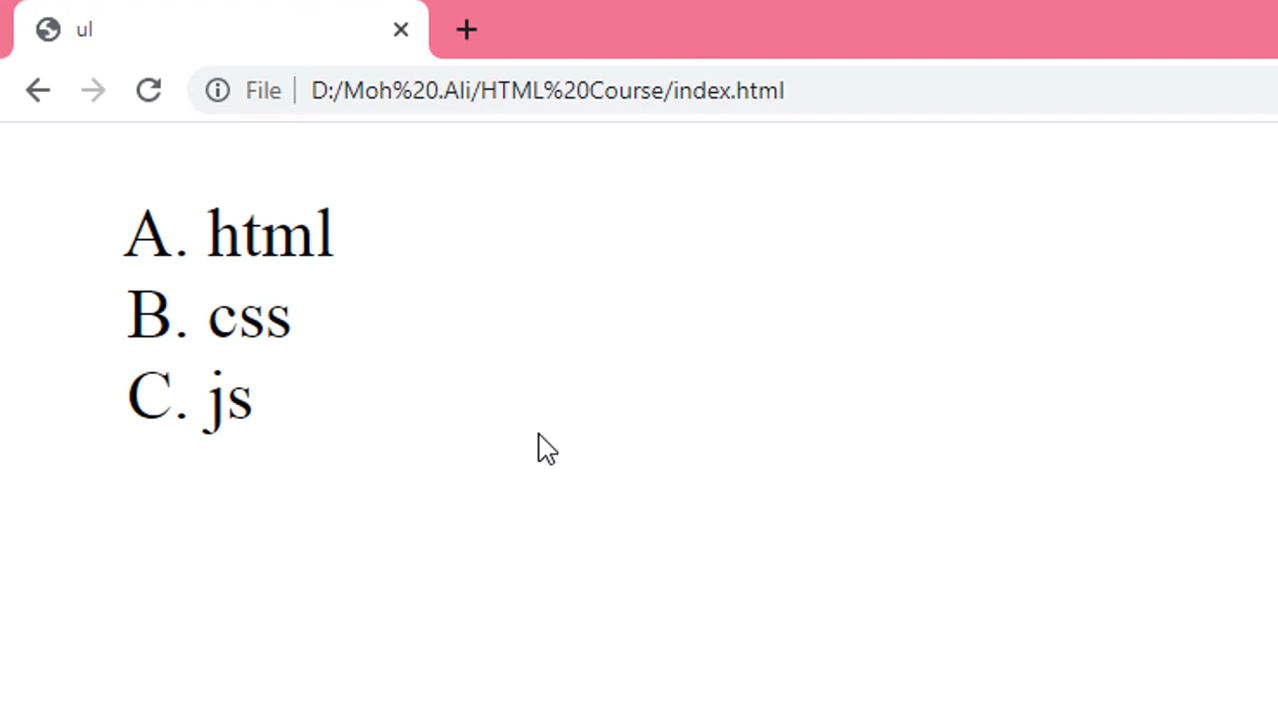 ul
File D:/Moh%20.Ali/HTML%20Course/index.html
A. html
B. css
C. js